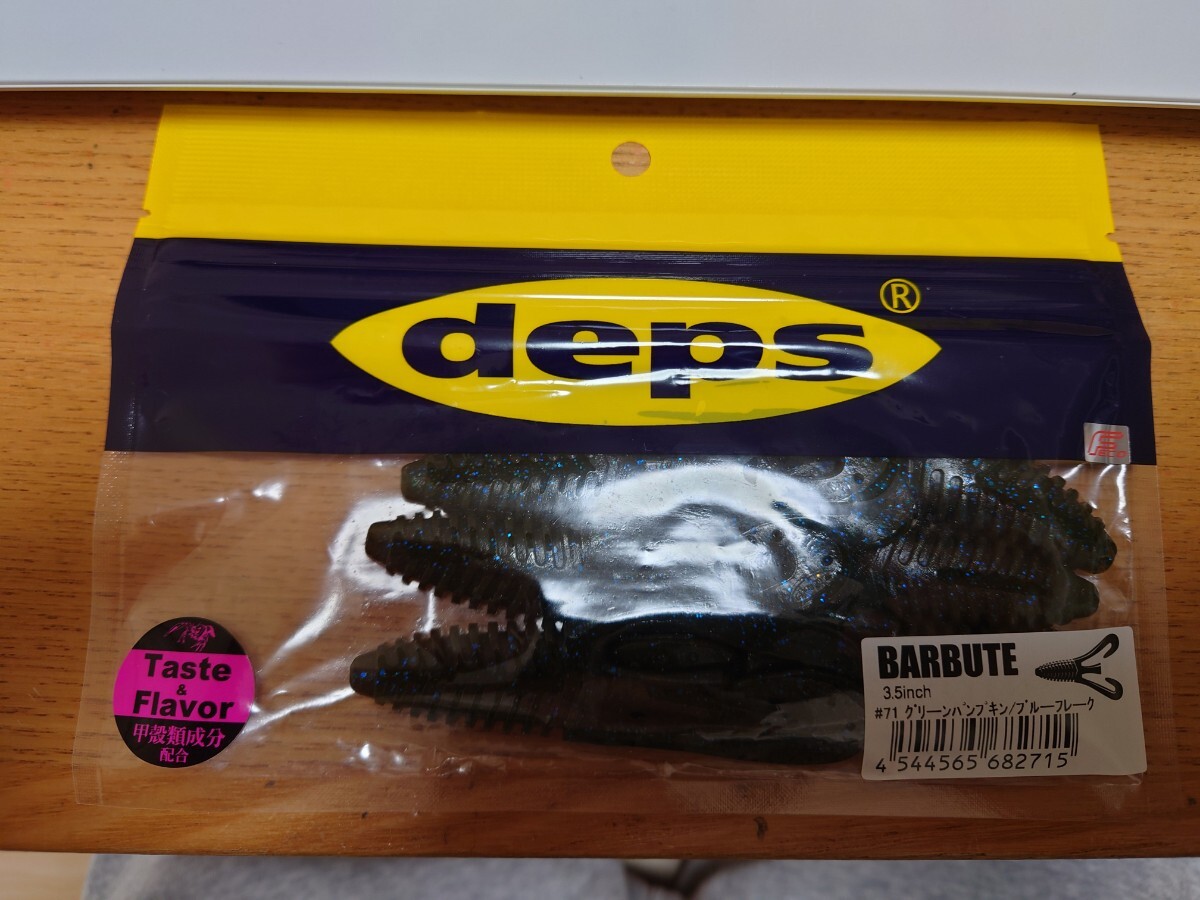 deps®
Taste
&
Flavor
甲殻類成分
配合
BARBUTE
3.5inch
#71 グリーンパンプキン/ブルーフレーク
4 544565 682715